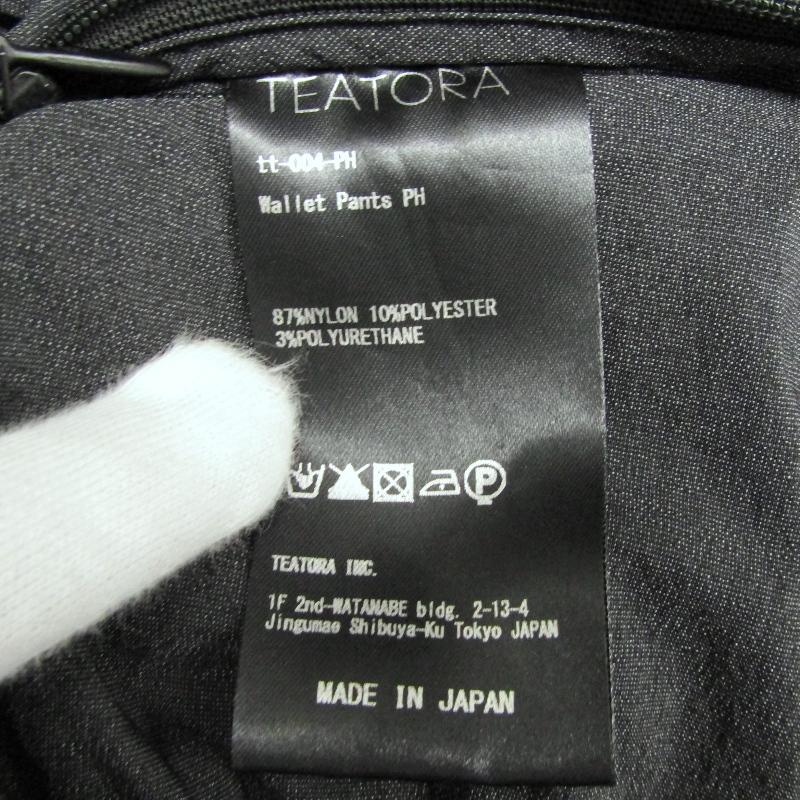 TEATORA
tt-004-PH
Wallet Pants PH
87%NYLON 10%POLYESTER
3%POLYURETHANE
P
TEATORA INC.
1F 2nd-WATANABE bldg. 2-13-4
Jingumae Shibuya-Ku Tokyo JAPAN
MADE IN JAPAN